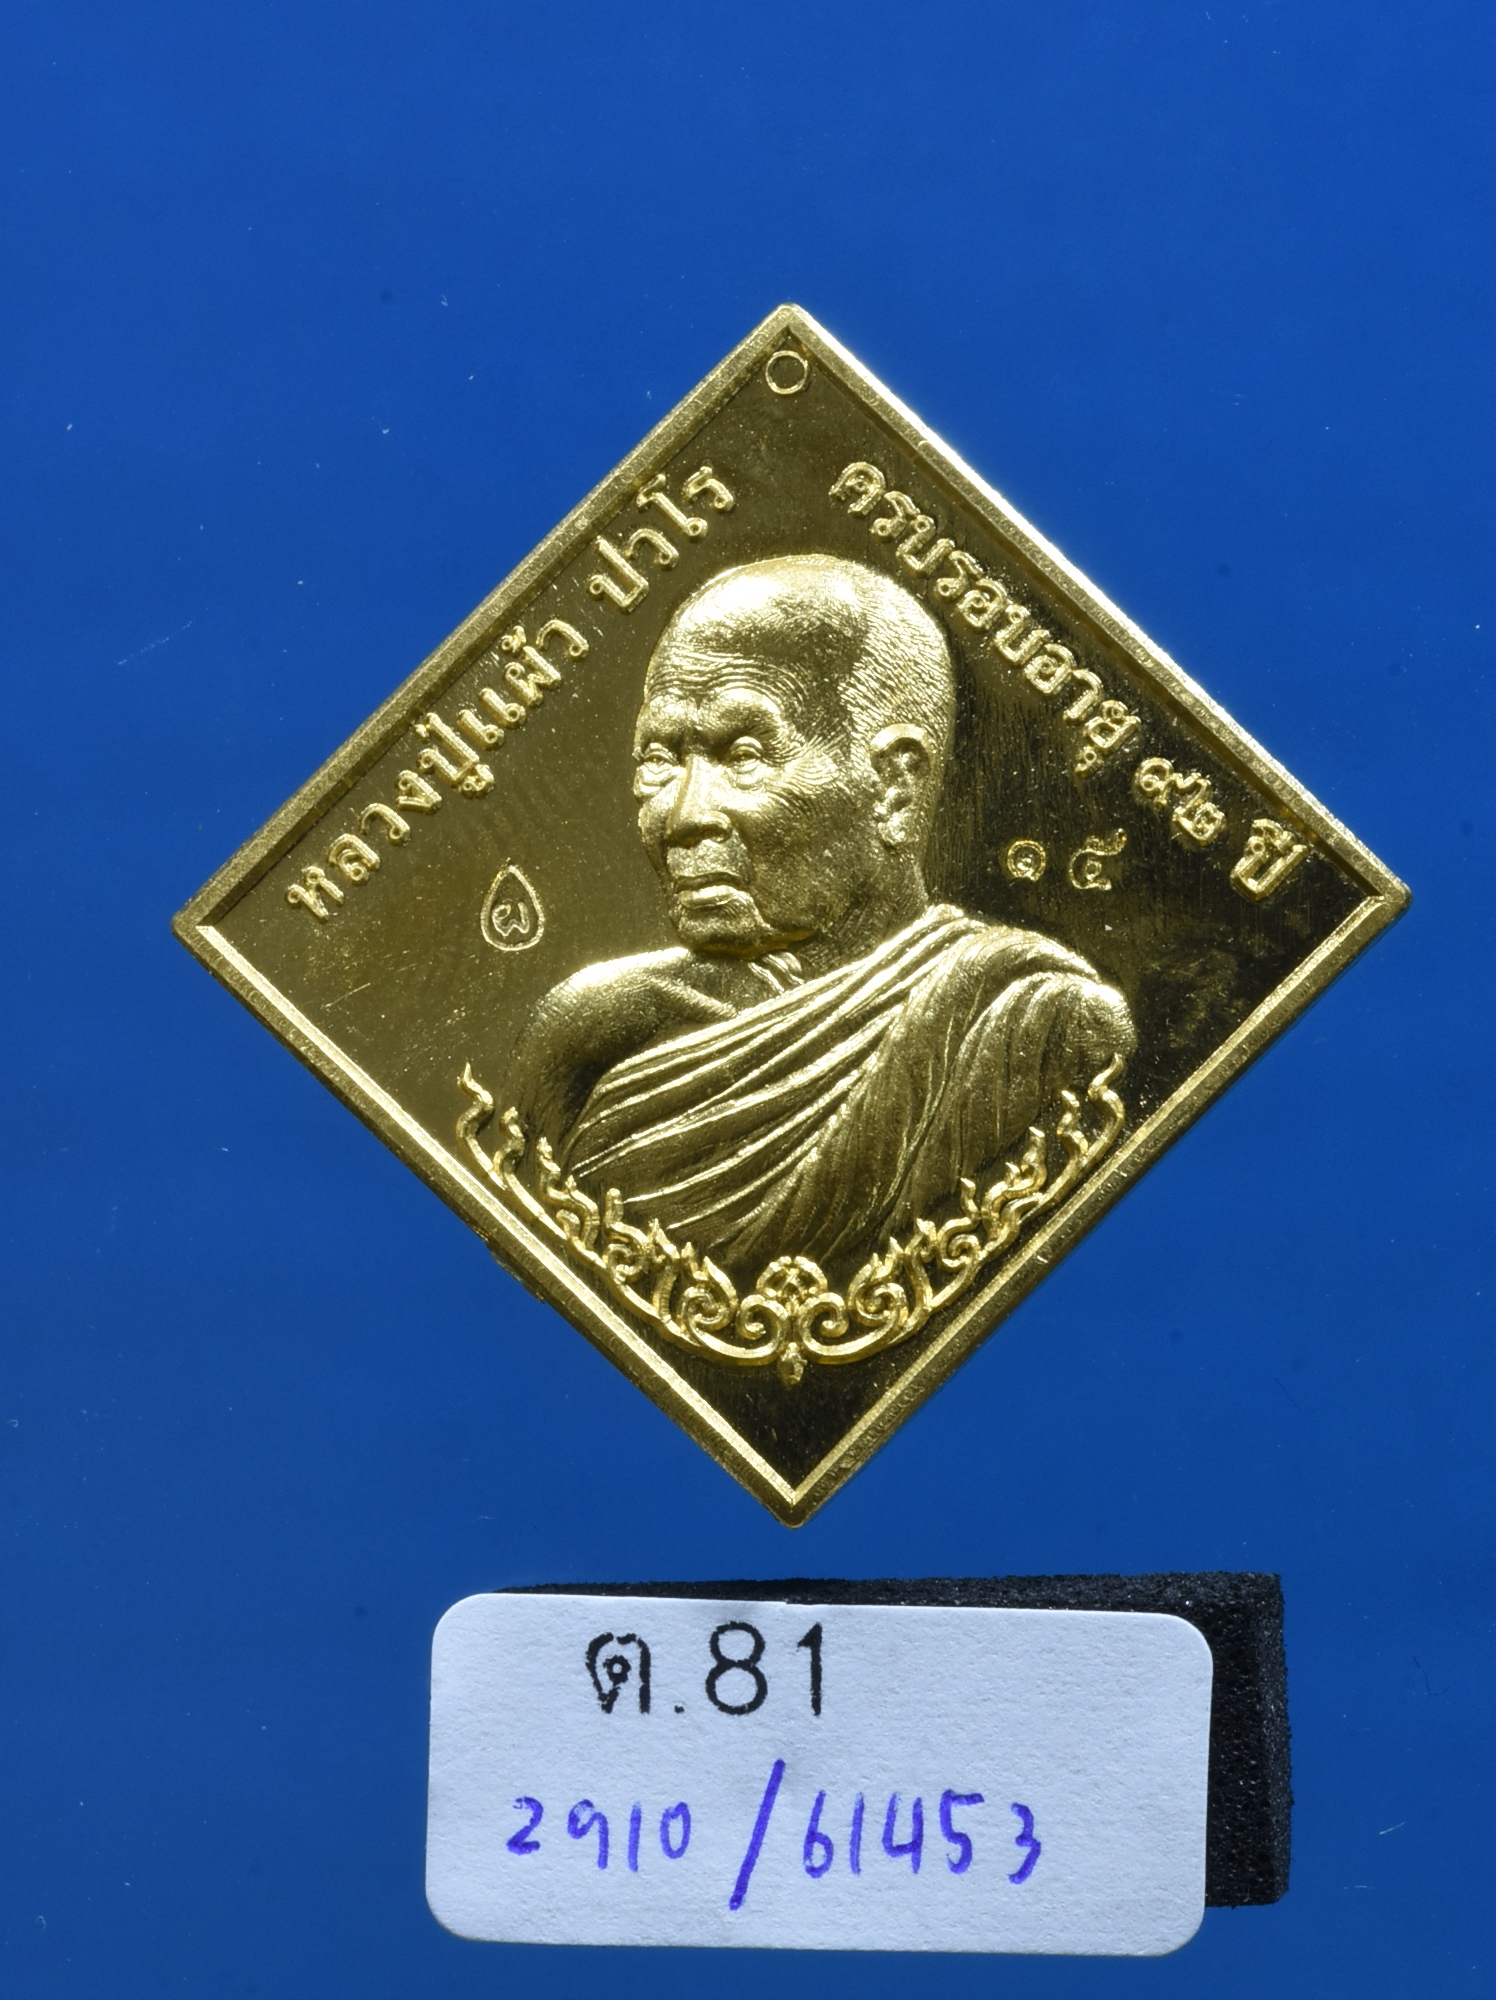 หลวงปู่แผ้ว ปวโร
ครบรอบอายุ ๙๒ ปี
ผ
๑๕
ต.81
2910/61453